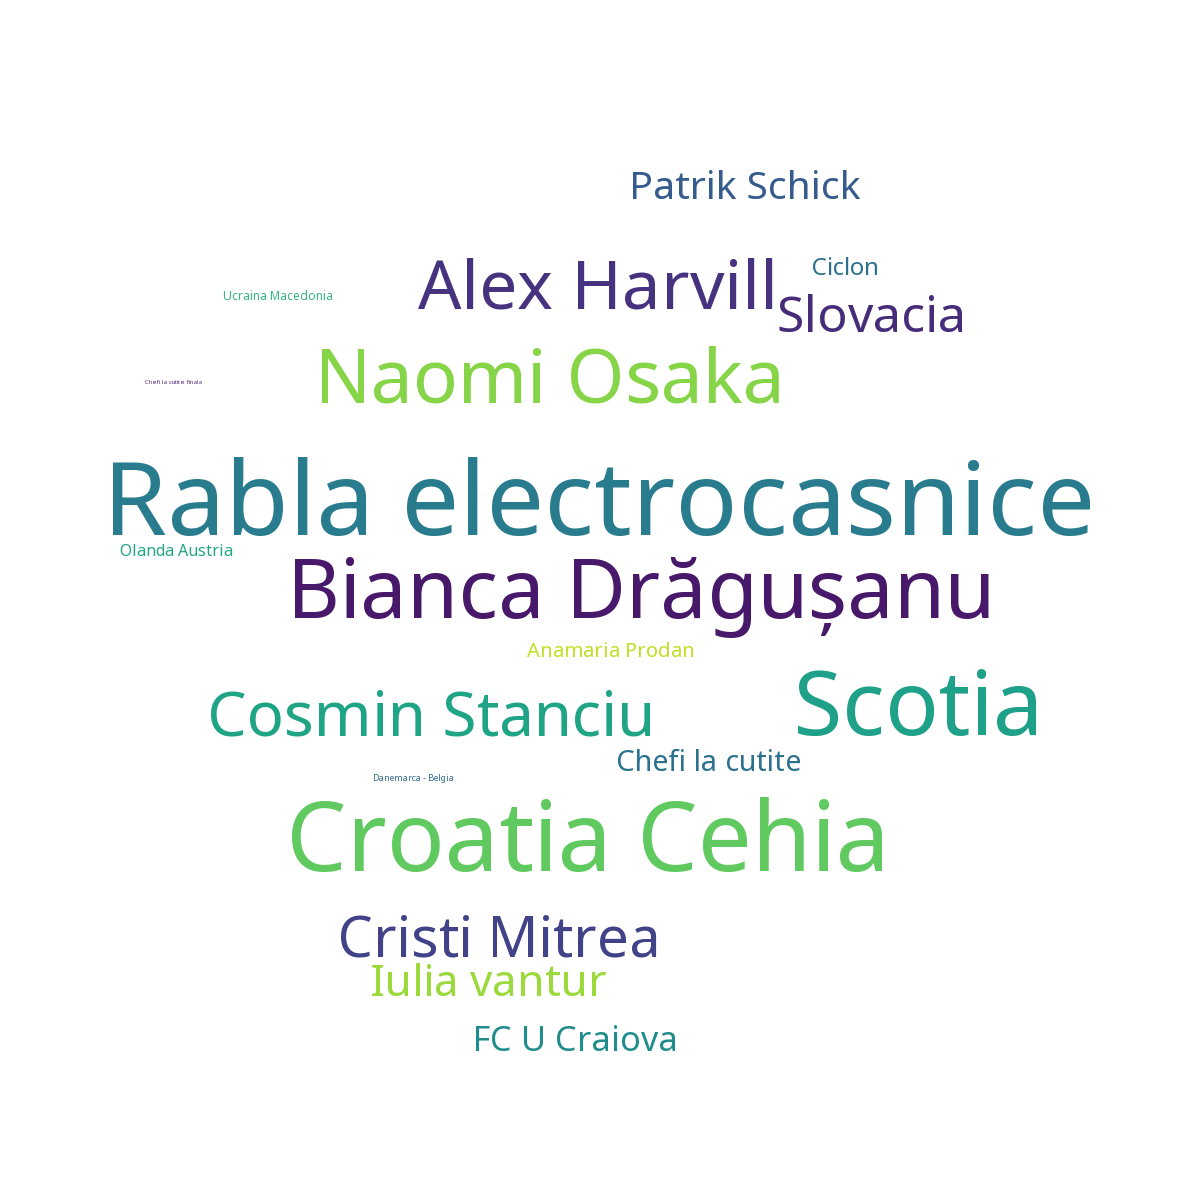 Patrik Schick
Ciclon
Alex Harvill
Ucraina Macedonia
Slovacia
Naomi Osaka
Chefi la cutite finala
Rabla electrocasnice
Olanda Austria
Bianca Drăgușanu
Anamaria Prodan
Scotia
Cosmin Stanciu
Chefi la cutite
Danemarca - Belgia
Croatia Cehia
Cristi Mitrea
Iulia vantur
FC U Craiova